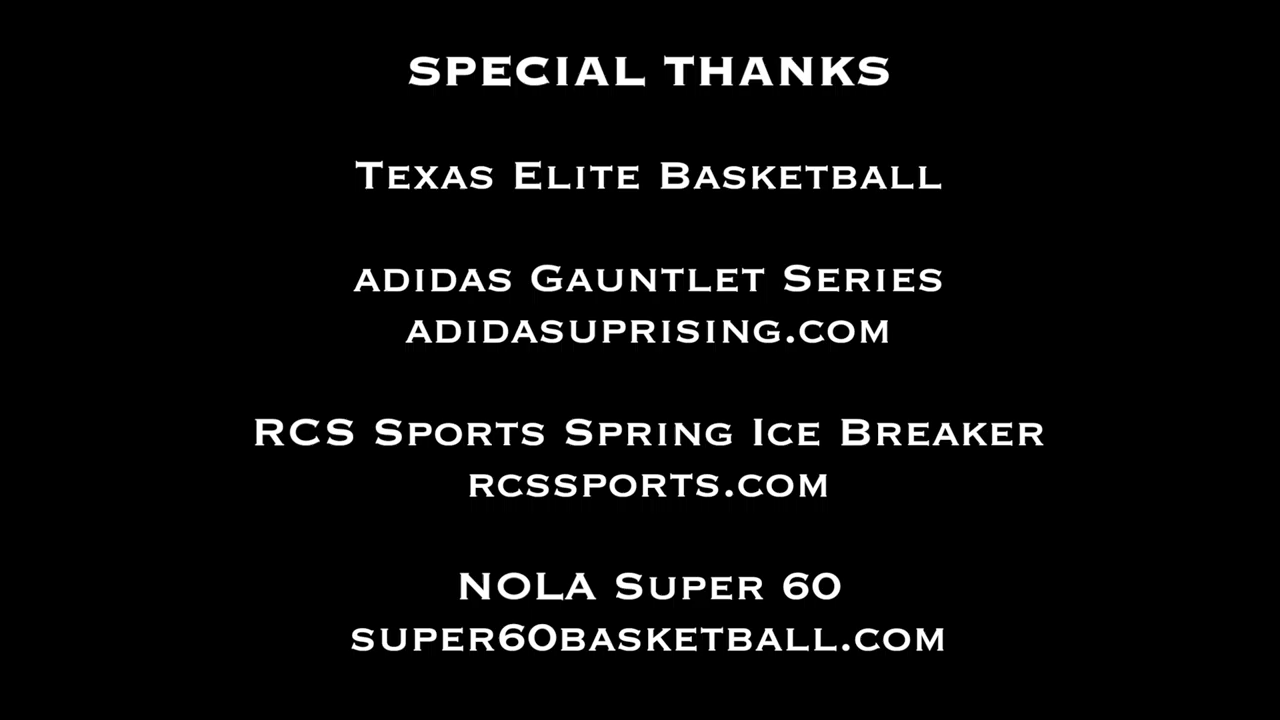 SPECIAL THANKS
Texas Elite Basketball
adidas Gauntlet Series
adidasuprising.com
RCS Sports Spring Ice Breaker
rcssports.com
NOLA Super 60
super60basketball.com